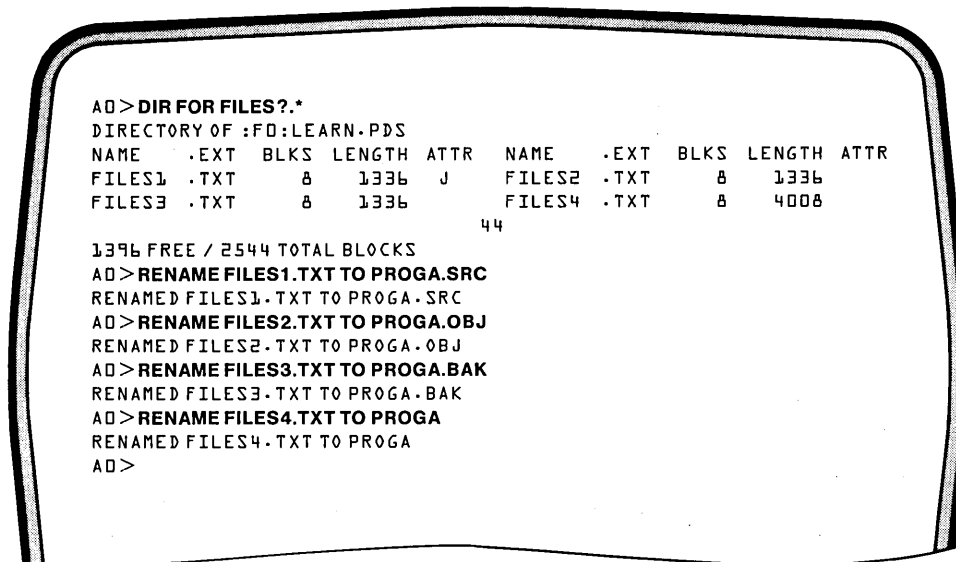 A0>DIR FOR FILES?.*
DIRECTORY OF :F0:LEARN.PDS
NAME .EXT BLKS LENGTH ATTR NAME .EXT BLKS LENGTH ATTR
FILES1 .TXT 8 1336 J FILES2 .TXT 8 1336
FILES3 .TXT 8 1336 FILES4 .TXT 8 4008
44
1396 FREE / 2544 TOTAL BLOCKS
A0>RENAME FILES1.TXT TO PROGA.SRC
RENAMED FILES1.TXT TO PROGA.SRC
A0>RENAME FILES2.TXT TO PROGA.OBJ
RENAMED FILES2.TXT TO PROGA.OBJ
A0>RENAME FILES3.TXT TO PROGA.BAK
RENAMED FILES3.TXT TO PROGA.BAK
A0>RENAME FILES4.TXT TO PROGA
RENAMED FILES4.TXT TO PROGA
A0>